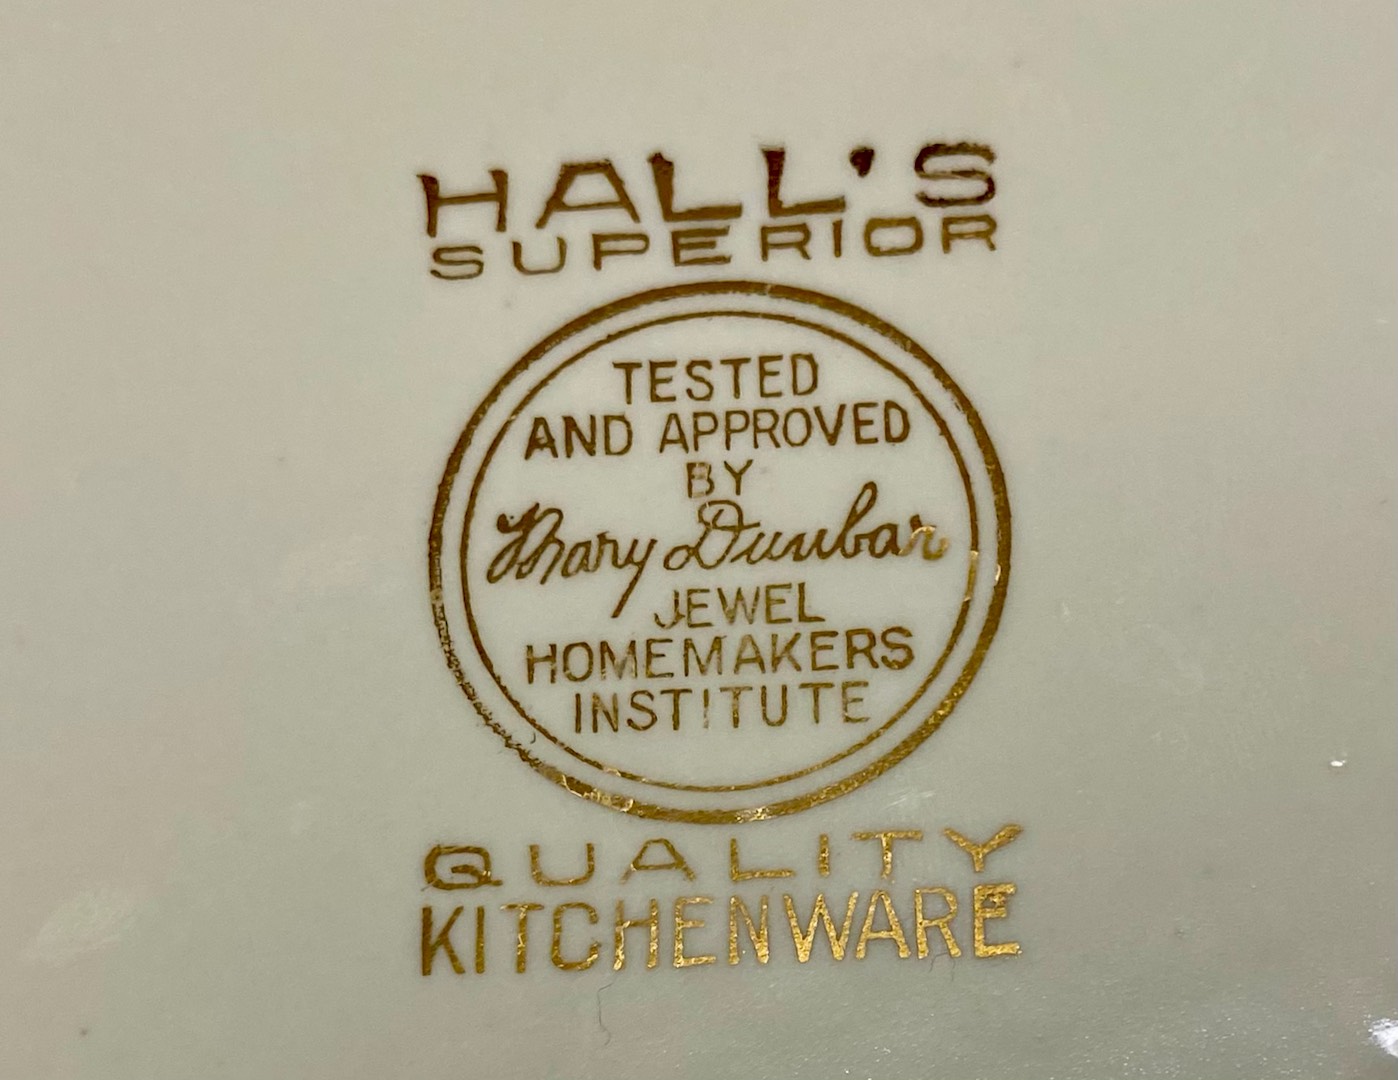 HALL'S
SUPERIOR
TESTED
AND APPROVED
BY
Mary Dunbar
JEWEL
HOMEMAKERS
INSTITUTE
QUALITY
KITCHENWARE